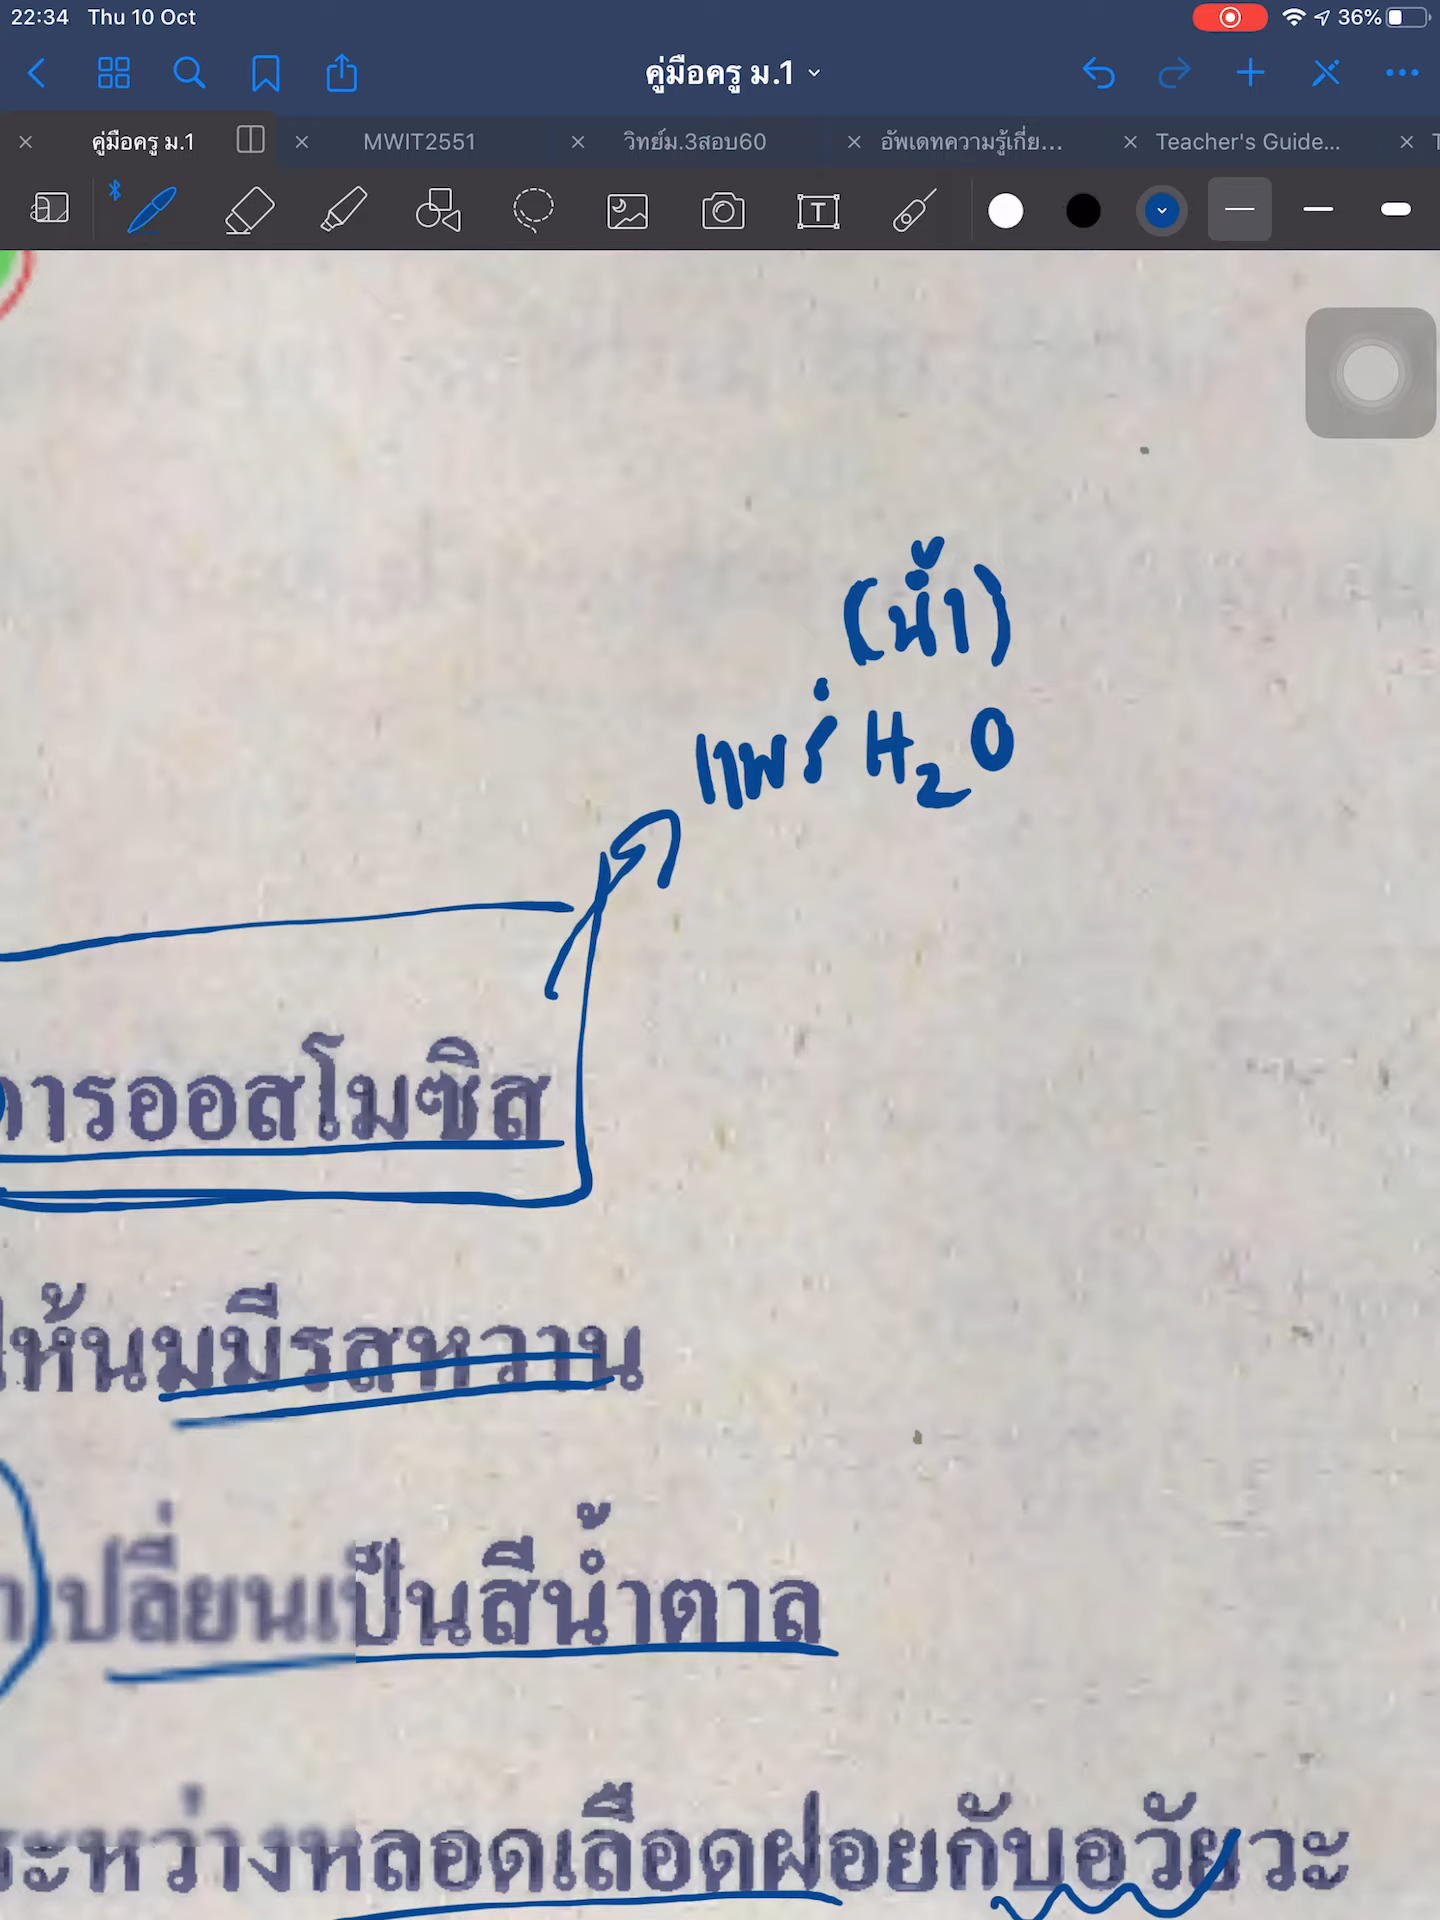 22:34 Thu 10 Oct 36%
คู่มือครู ม.1
คู่มือครู ม.1 MWIT2551 วิทย์ม.3สอบ60 อัพเดทความรู้เกี่ย... Teacher's Guide...
T
(น้ำ)
แพร่ H₂O
การออสโมซิส
ให้นมมีรสหวาน
เปลี่ยนเป็นสีน้ำตาล
ระหว่างหลอดเลือดฝอยกับอวัยวะ